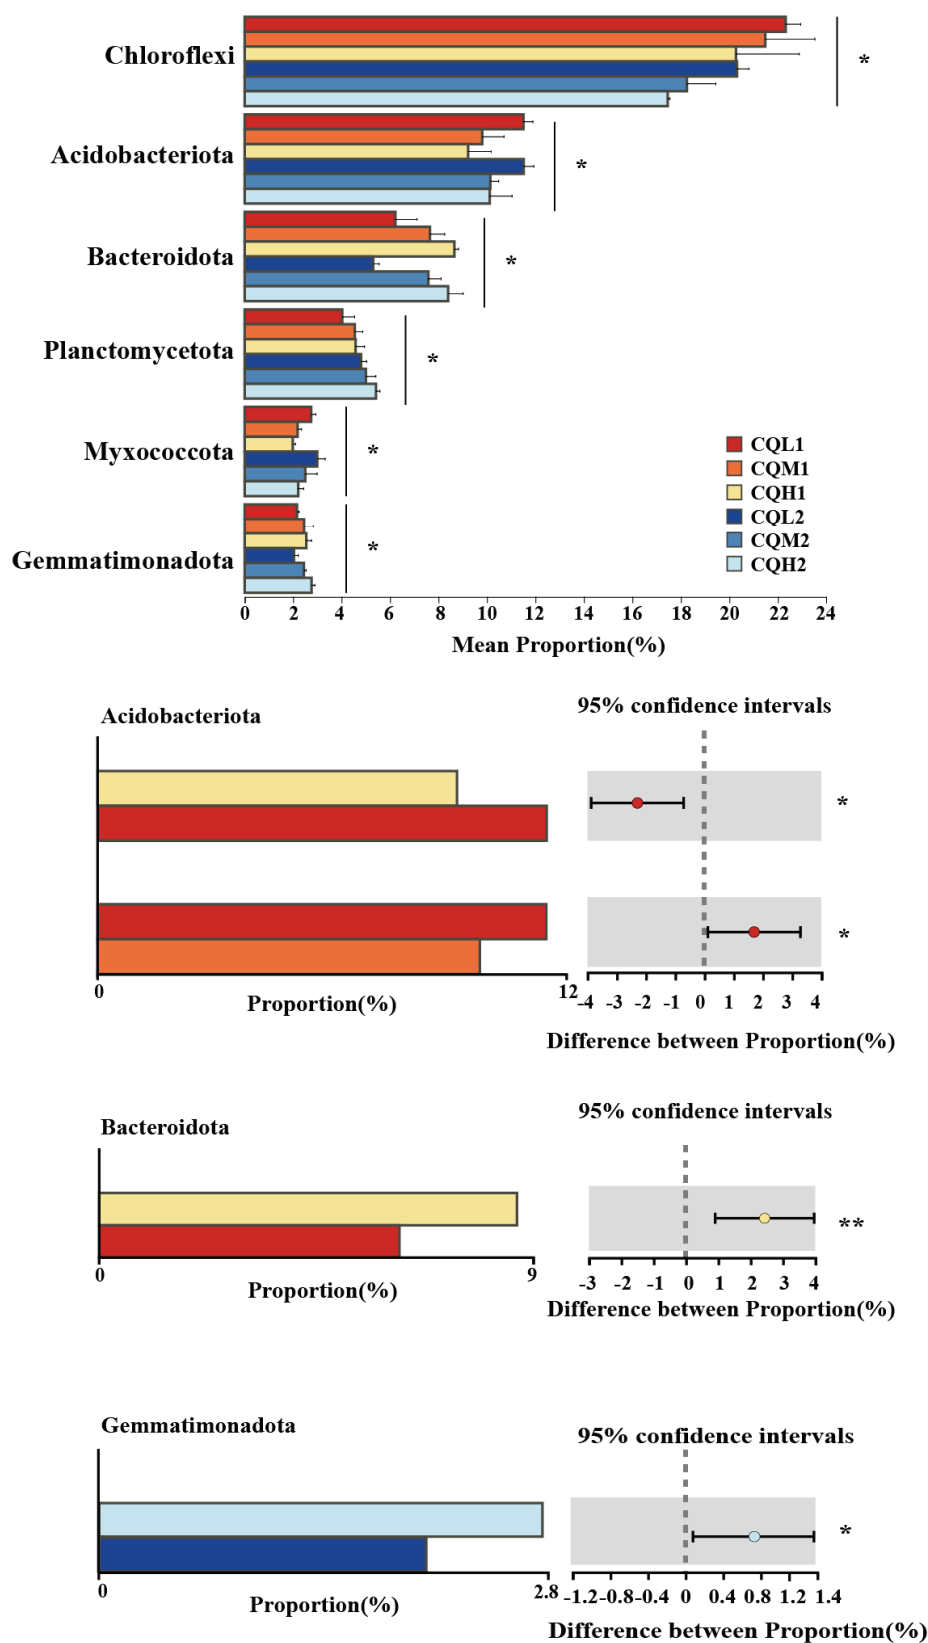 Chloroflexi
*
Acidobacteriota
*
Bacteroidota
*
Planctomycetota
*
Myxococcota
*
Gemmatimonadota
*
CQL1
CQM1
CQH1
CQL2
CQM2
CQH2
0 2 4 6 8 10 12 14 16 18 20 22 24
Mean Proportion(%)
Acidobacteriota
95% confidence intervals
*
*
0 12
Proportion(%)
-4 -3 -2 -1 0 1 2 3 4
Difference between Proportion(%)
Bacteroidota
95% confidence intervals
**
0 9
Proportion(%)
-3 -2 -1 0 1 2 3 4
Difference between Proportion(%)
Gemmatimonadota
95% confidence intervals
*
0 2.8
Proportion(%)
-1.2 -0.8 -0.4 0 0.4 0.8 1.2 1.4
Difference between Proportion(%)